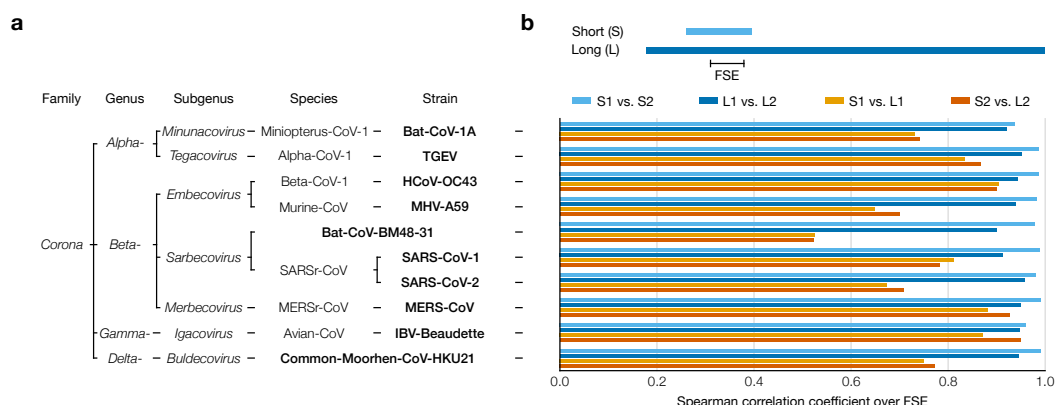 a
Family Genus Subgenus Species Strain
Alpha- Minunacovirus Miniopterus-CoV-1 Bat-CoV-1A
Tegacovirus Alpha-CoV-1 TGEV
Embecovirus Beta-CoV-1 HCoV-OC43
Murine-CoV MHV-A59
Corona Beta- Sarbecovirus Bat-CoV-BM48-31
SARSr-CoV SARS-CoV-1
SARS-CoV-2
Merbecovirus MERSr-CoV MERS-CoV
Gamma- Igacovirus Avian-CoV IBV-Beaudette
Delta- Buldecovirus Common-Moorhen-CoV-HKU21
b
Short (S)
Long (L)
FSE
S1 vs. S2 L1 vs. L2 S1 vs. L1 S2 vs. L2
0.0 0.2 0.4 0.6 0.8 1.0
Spearman correlation coefficient over FSE